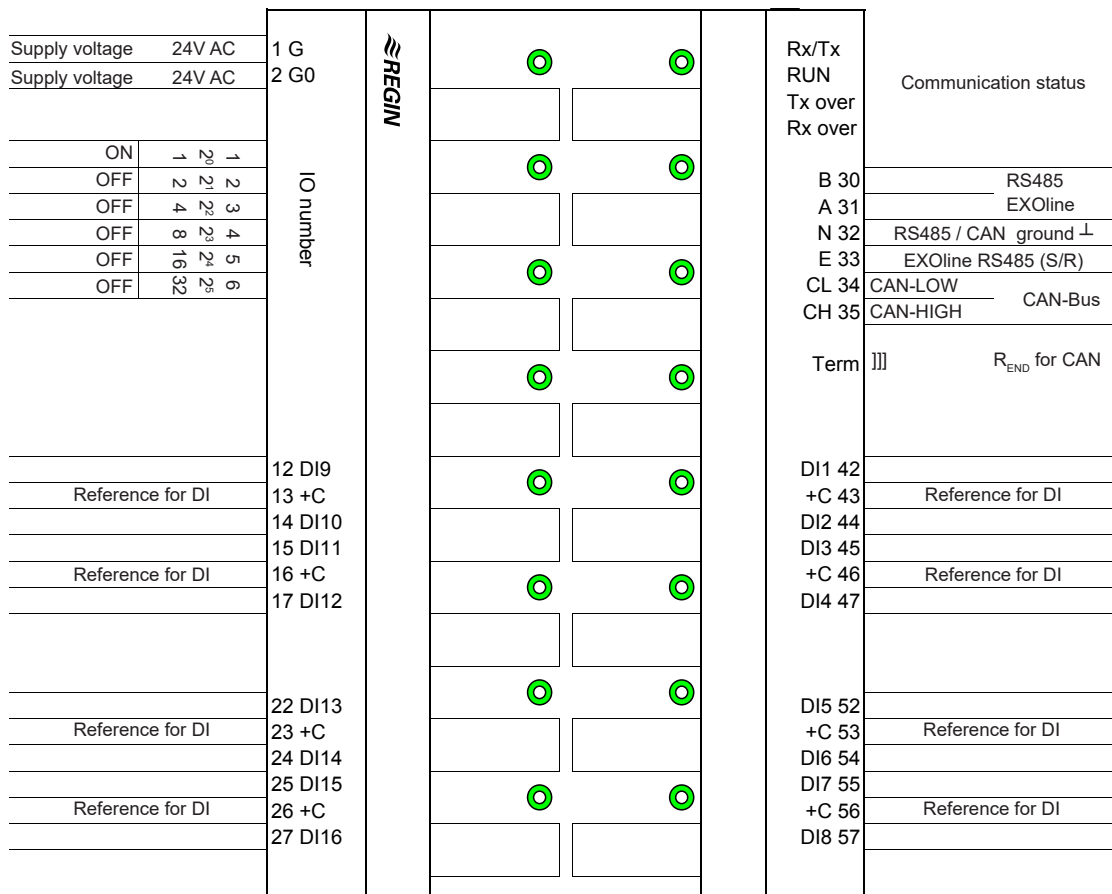 Supply voltage 24V AC 1 G
Supply voltage 24V AC 2 G0
ON 1 2⁰ 1
OFF 2 2¹ 2
OFF 4 2² 3
OFF 8 2³ 4
OFF 16 2⁴ 5
OFF 32 2⁵ 6
IO number
12 DI9
Reference for DI 13 +C
14 DI10
15 DI11
Reference for DI 16 +C
17 DI12
22 DI13
Reference for DI 23 +C
24 DI14
25 DI15
Reference for DI 26 +C
27 DI16
REGIN
Rx/Tx
RUN
Tx over
Rx over
Communication status
B 30 RS485
A 31 EXOline
N 32 RS485 / CAN ground ┴
E 33 EXOline RS485 (S/R)
CL 34 CAN-LOW
CH 35 CAN-HIGH
CAN-Bus
Term ]]] R_END for CAN
DI1 42
+C 43 Reference for DI
DI2 44
DI3 45
+C 46 Reference for DI
DI4 47
DI5 52
+C 53 Reference for DI
DI6 54
DI7 55
+C 56 Reference for DI
DI8 57